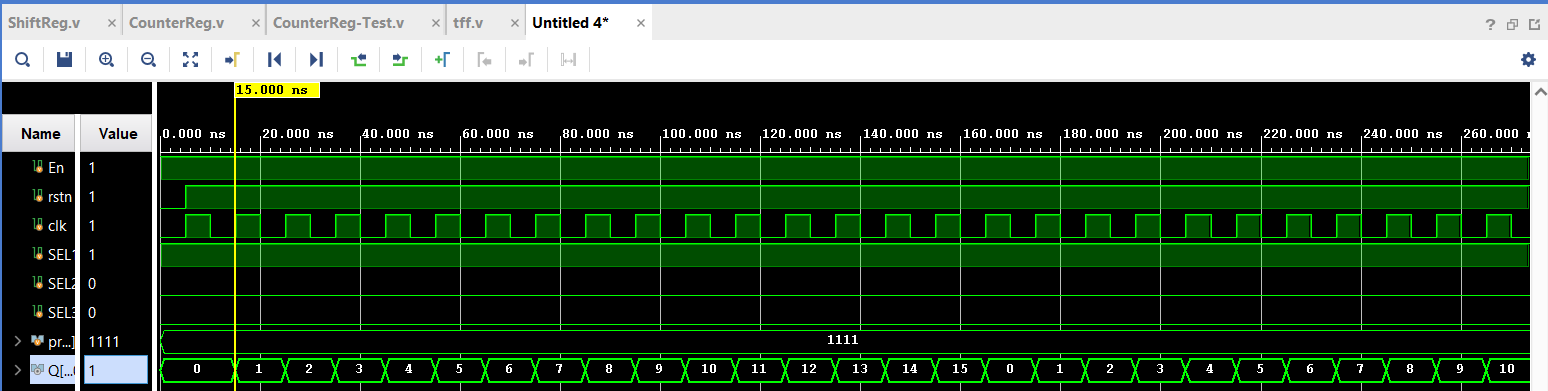 ShiftReg.v × CounterReg.v × CounterReg-Test.v × tff.v × Untitled 4* ×
15.000 ns
Name Value 0.000 ns 20.000 ns 40.000 ns 60.000 ns 80.000 ns 100.000 ns 120.000 ns 140.000 ns 160.000 ns 180.000 ns 200.000 ns 220.000 ns 240.000 ns 260.000
En 1
rstn 1
clk 1
SEL1 1
SEL2 0
SEL3 0
pr...] 1111 1111
Q[... 1 0 1 2 3 4 5 6 7 8 9 10 11 12 13 14 15 0 1 2 3 4 5 6 7 8 9 10